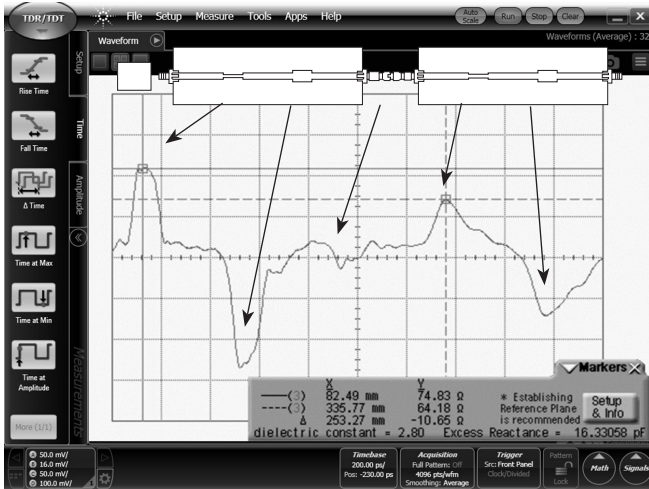 TDR/TDT
File Setup Measure Tools Apps Help
Auto Scale
Run
Stop
Clear
Waveform
Waveforms (Average) : 32
Setup
Time
Amplitude
Measurements
Rise Time
Fall Time
Δ Time
Time at Max
Time at Min
Time at Amplitude
More (1/1)
Markers
X Y
(3) 82.49 mm 74.83 Ω
(3) 335.77 mm 64.18 Ω
Δ 253.27 mm -10.65 Ω
* Establishing Reference Plane is recommended
Setup & Info
dielectric constant = 2.80 Excess Reactance = 16.33058 pF
50.0 mV/
16.0 mV/
50.0 mV/
100.0 mV/
Timebase
200.00 ps/
Pos: -230.00 ps
Acquisition
Full Pattern: Off
4096 pts/wfm
Smoothing: Average
Trigger
Src: Front Panel
Clock/Divided
Pattern
Lock
Math
Signals